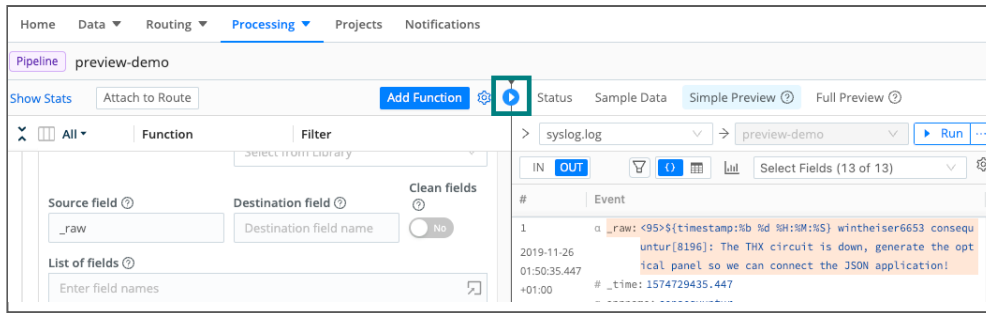 Home Data Routing Processing Projects Notifications
Pipeline preview-demo
Show Stats Attach to Route Add Function Status Sample Data Simple Preview Full Preview
All Function Filter
Select from Library
Clean fields
Source field Destination field
_raw Destination field name No
List of fields
Enter field names
syslog.log → preview-demo Run ...
IN OUT {} Select Fields (13 of 13)
# Event
1 α _raw: <95>${timestamp:%b %d %H:%M:%S} wintheiser6653 consequ
2019-11-26 untur[8196]: The THX circuit is down, generate the opt
01:50:35.447 ical panel so we can connect the JSON application!
+01:00 # _time: 1574729435.447